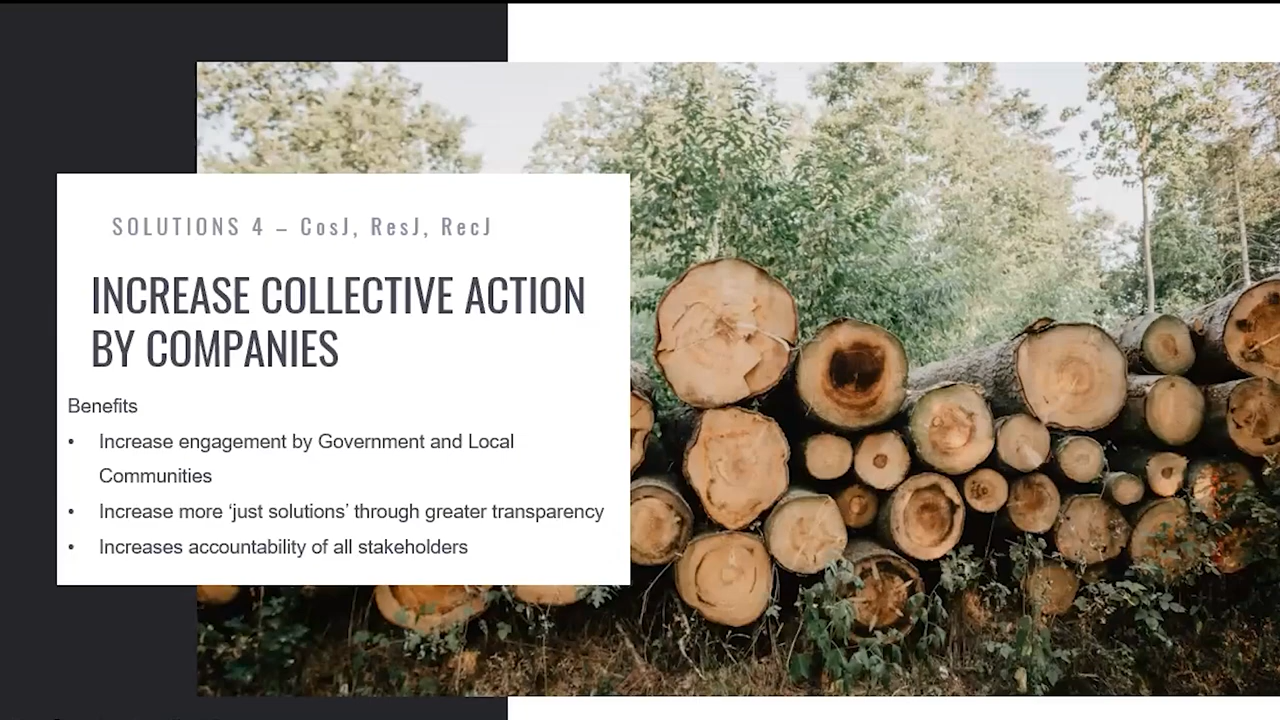 SOLUTIONS 4 – CosJ, ResJ, RecJ
INCREASE COLLECTIVE ACTION
BY COMPANIES
Benefits
• Increase engagement by Government and Local
Communities
• Increase more ‘just solutions’ through greater transparency
• Increases accountability of all stakeholders